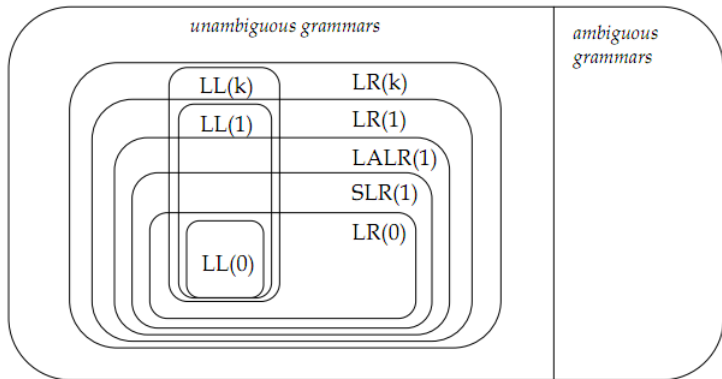 unambiguous grammars
ambiguous
grammars
LL(k)
LR(k)
LL(1)
LR(1)
LALR(1)
SLR(1)
LR(0)
LL(0)